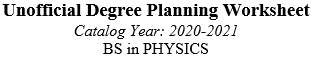 Unofficial Degree Planning Worksheet
Catalog Year: 2020-2021
BS in PHYSICS